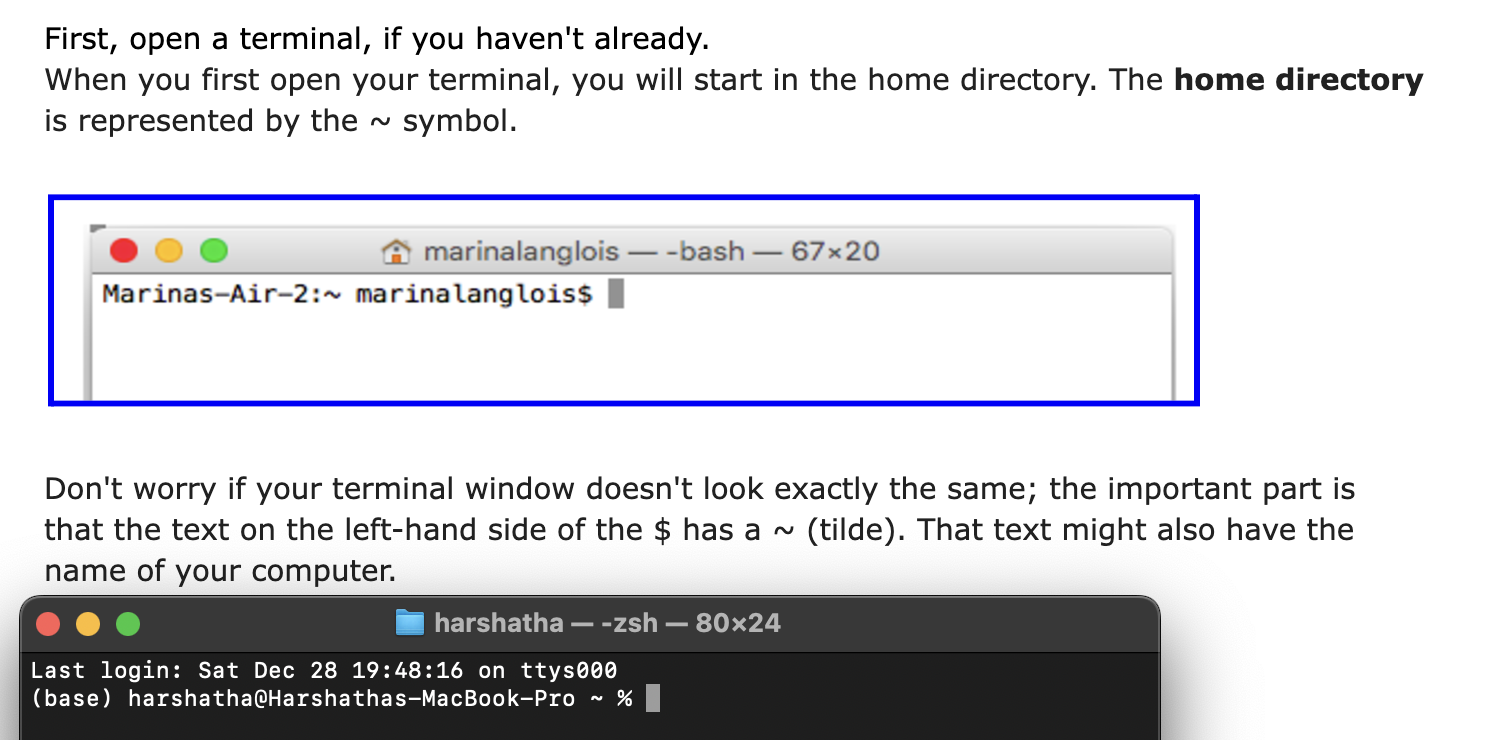 First, open a terminal, if you haven't already.
When you first open your terminal, you will start in the home directory. The home directory
is represented by the ~ symbol.
marinalanglois — -bash — 67×20
Marinas-Air-2:~ marinalanglois$
Don't worry if your terminal window doesn't look exactly the same; the important part is
that the text on the left-hand side of the $ has a ~ (tilde). That text might also have the
name of your computer.
harshatha — -zsh — 80×24
Last login: Sat Dec 28 19:48:16 on ttys000
(base) harshatha@Harshathas-MacBook-Pro ~ %